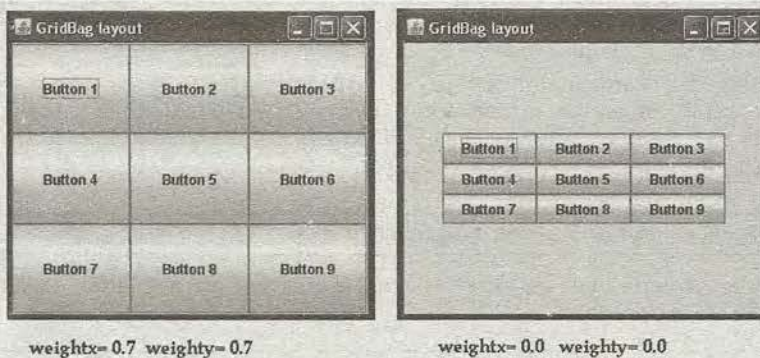 GridBag layout
Button 1 Button 2 Button 3
Button 4 Button 5 Button 6
Button 7 Button 8 Button 9
weightx= 0.7 weighty= 0.7
GridBag layout
Button 1 Button 2 Button 3
Button 4 Button 5 Button 6
Button 7 Button 8 Button 9
weightx= 0.0 weighty= 0.0